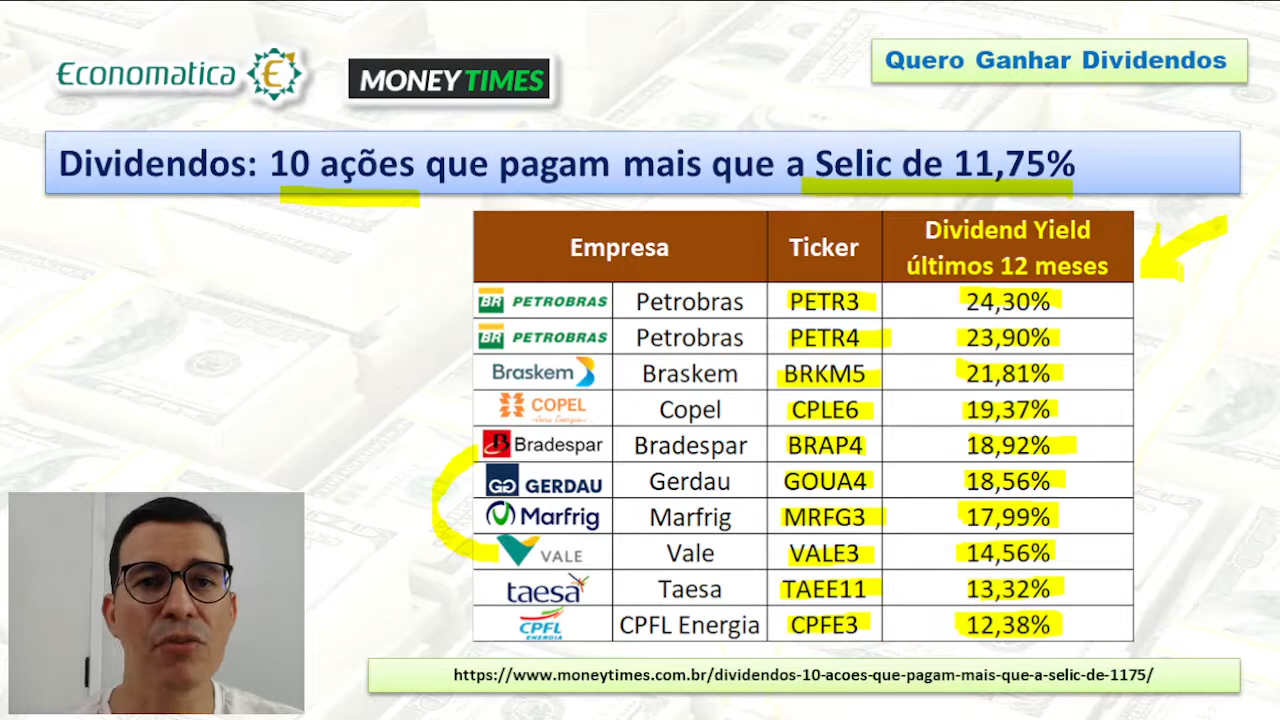 Economatica
MONEYTIMES
Quero Ganhar Dividendos
Dividendos: 10 ações que pagam mais que a Selic de 11,75%
Empresa Ticker Dividend Yield
últimos 12 meses
BR PETROBRAS Petrobras PETR3 24,30%
BR PETROBRAS Petrobras PETR4 23,90%
Braskem Braskem BRKM5 21,81%
COPEL Copel CPLE6 19,37%
Bradespar Bradespar BRAP4 18,92%
GERDAU Gerdau GOUA4 18,56%
Marfrig Marfrig MRFG3 17,99%
VALE Vale VALE3 14,56%
taesa Taesa TAEE11 13,32%
CPFL ENERGIA CPFL Energia CPFE3 12,38%
https://www.moneytimes.com.br/dividendos-10-acoes-que-pagam-mais-que-a-selic-de-1175/